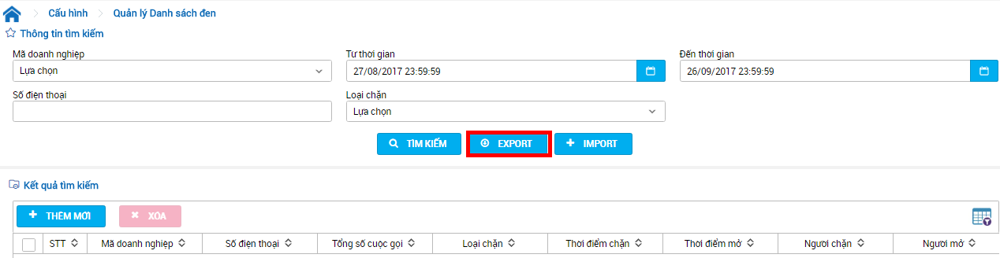 Cấu hình Quản lý Danh sách đen
Thông tin tìm kiếm
Mã doanh nghiệp Từ thời gian Đến thời gian
Lựa chọn 27/08/2017 23:59:59 26/09/2017 23:59:59
Số điện thoại Loại chặn
Lựa chọn
TÌM KIẾM EXPORT IMPORT
Kết quả tìm kiếm
THÊM MỚI XÓA
STT Mã doanh nghiệp Số điện thoại Tổng số cuộc gọi Loại chặn Thời điểm chặn Thời điểm mở Người chặn Người mở